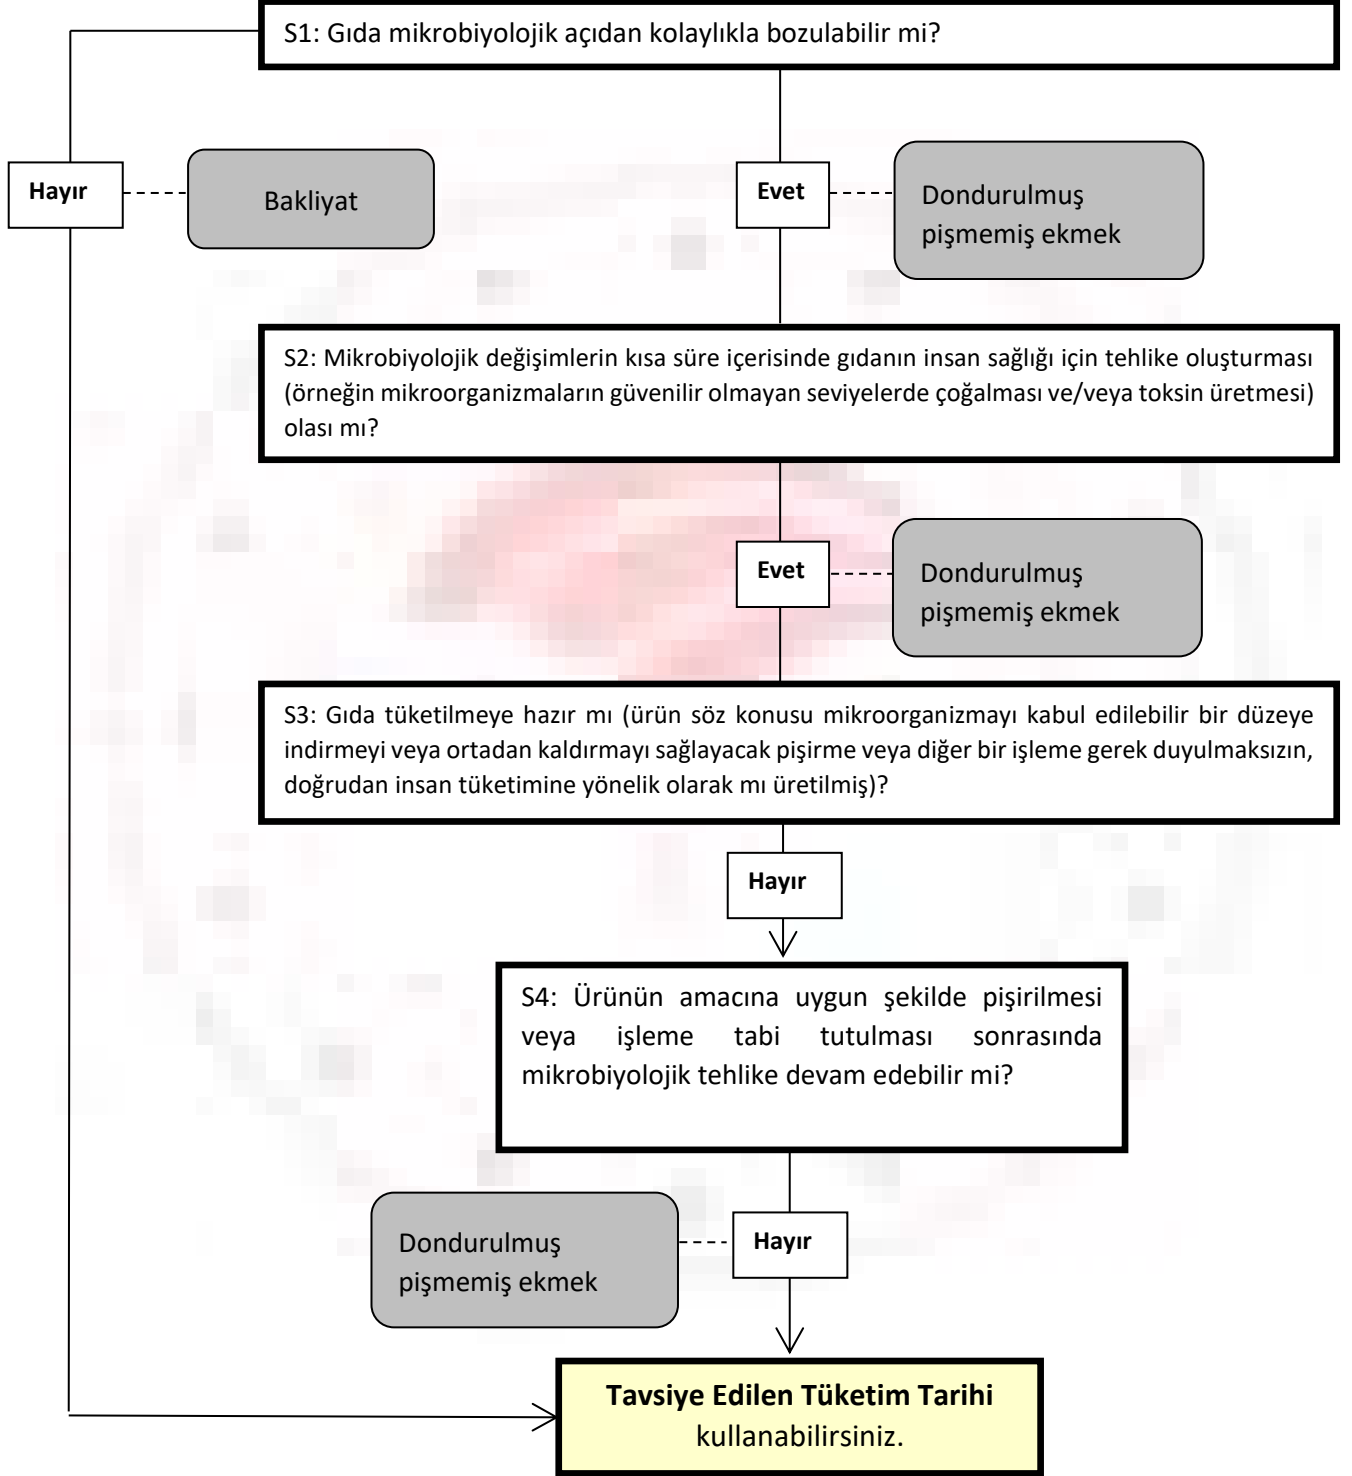 S1: Gıda mikrobiyolojik açıdan kolaylıkla bozulabilir mi?
Hayır
Bakliyat
Evet
Dondurulmuş
pişmemiş ekmek
S2: Mikrobiyolojik değişimlerin kısa süre içerisinde gıdanın insan sağlığı için tehlike oluşturması
(örneğin mikroorganizmaların güvenilir olmayan seviyelerde çoğalması ve/veya toksin üretmesi)
olası mı?
Evet
Dondurulmuş
pişmemiş ekmek
S3: Gıda tüketilmeye hazır mı (ürün söz konusu mikroorganizmayı kabul edilebilir bir düzeye
indirmeyi veya ortadan kaldırmayı sağlayacak pişirme veya diğer bir işleme gerek duyulmaksızın,
doğrudan insan tüketimine yönelik olarak mı üretilmiş)?
Hayır
S4: Ürünün amacına uygun şekilde pişirilmesi
veya işleme tabi tutulması sonrasında
mikrobiyolojik tehlike devam edebilir mi?
Dondurulmuş
pişmemiş ekmek
Hayır
Tavsiye Edilen Tüketim Tarihi
kullanabilirsiniz.